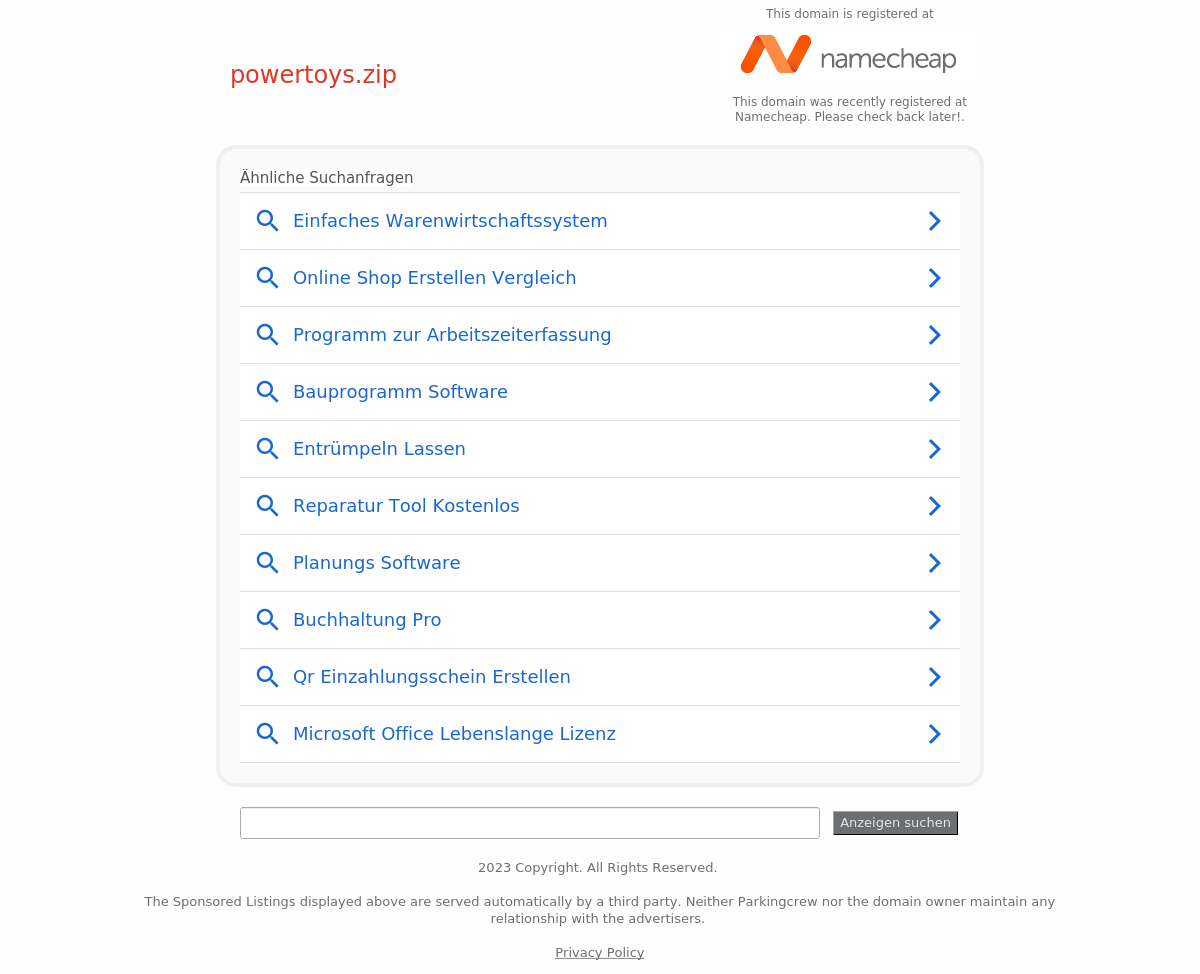 This domain is registered at
namecheap
powertoys.zip
This domain was recently registered at
Namecheap. Please check back later!.
Ähnliche Suchanfragen
Einfaches Warenwirtschaftssystem
Online Shop Erstellen Vergleich
Programm zur Arbeitszeiterfassung
Bauprogramm Software
Entrümpeln Lassen
Reparatur Tool Kostenlos
Planungs Software
Buchhaltung Pro
Qr Einzahlungsschein Erstellen
Microsoft Office Lebenslange Lizenz
Anzeigen suchen
2023 Copyright. All Rights Reserved.
The Sponsored Listings displayed above are served automatically by a third party. Neither Parkingcrew nor the domain owner maintain any
relationship with the advertisers.
Privacy Policy